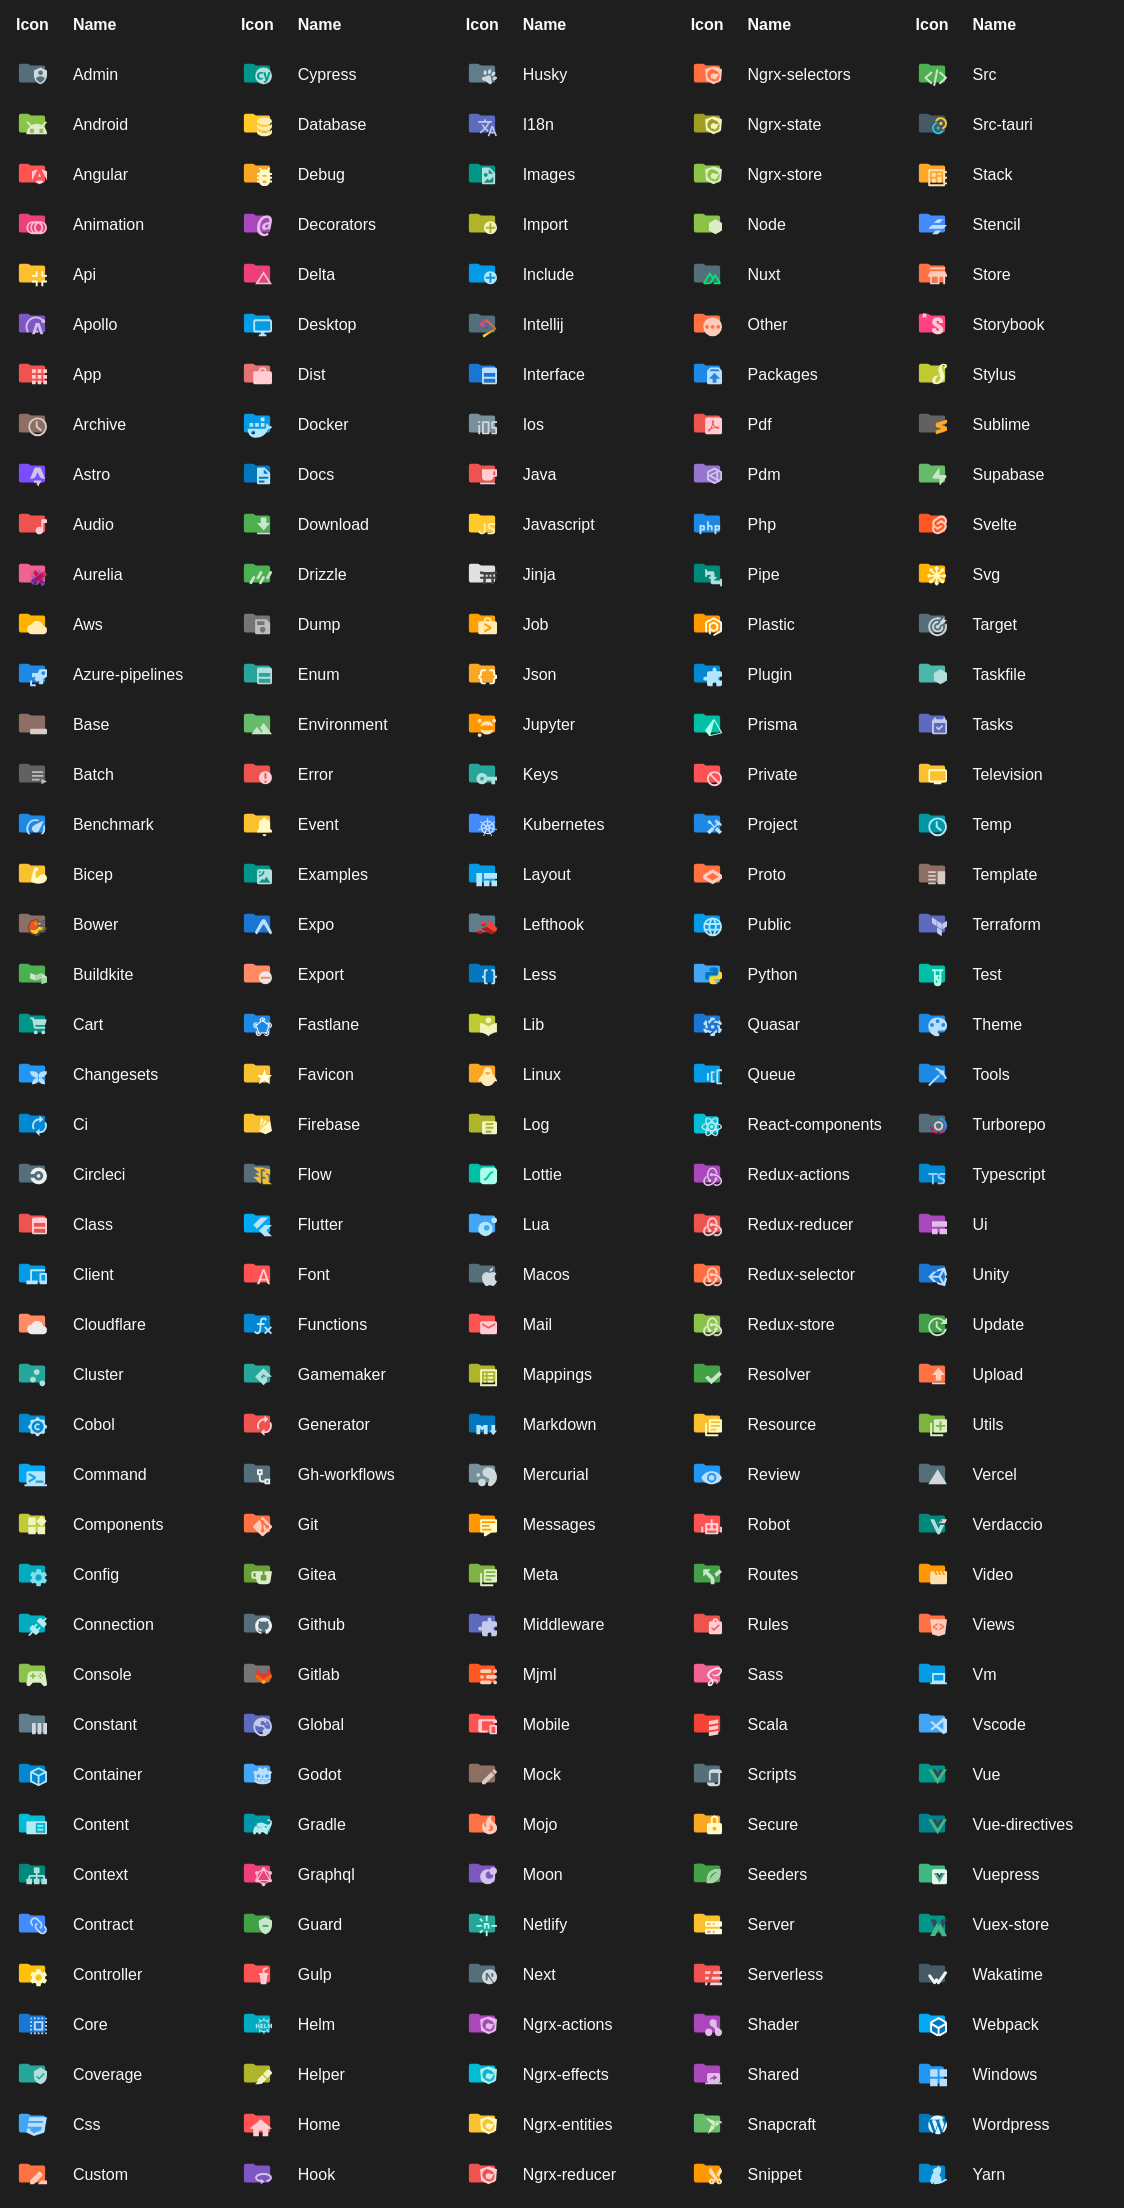 Icon Name Icon Name Icon Name Icon Name Icon Name
Admin Cypress Husky Ngrx-selectors Src
Android Database I18n Ngrx-state Src-tauri
Angular Debug Images Ngrx-store Stack
Animation Decorators Import Node Stencil
Api Delta Include Nuxt Store
Apollo Desktop Intellij Other Storybook
App Dist Interface Packages Stylus
Archive Docker Ios Pdf Sublime
Astro Docs Java Pdm Supabase
Audio Download Javascript Php Svelte
Aurelia Drizzle Jinja Pipe Svg
Aws Dump Job Plastic Target
Azure-pipelines Enum Json Plugin Taskfile
Base Environment Jupyter Prisma Tasks
Batch Error Keys Private Television
Benchmark Event Kubernetes Project Temp
Bicep Examples Layout Proto Template
Bower Expo Lefthook Public Terraform
Buildkite Export Less Python Test
Cart Fastlane Lib Quasar Theme
Changesets Favicon Linux Queue Tools
Ci Firebase Log React-components Turborepo
Circleci Flow Lottie Redux-actions Typescript
Class Flutter Lua Redux-reducer Ui
Client Font Macos Redux-selector Unity
Cloudflare Functions Mail Redux-store Update
Cluster Gamemaker Mappings Resolver Upload
Cobol Generator Markdown Resource Utils
Command Gh-workflows Mercurial Review Vercel
Components Git Messages Robot Verdaccio
Config Gitea Meta Routes Video
Connection Github Middleware Rules Views
Console Gitlab Mjml Sass Vm
Constant Global Mobile Scala Vscode
Container Godot Mock Scripts Vue
Content Gradle Mojo Secure Vue-directives
Context Graphql Moon Seeders Vuepress
Contract Guard Netlify Server Vuex-store
Controller Gulp Next Serverless Wakatime
Core Helm Ngrx-actions Shader Webpack
Coverage Helper Ngrx-effects Shared Windows
Css Home Ngrx-entities Snapcraft Wordpress
Custom Hook Ngrx-reducer Snippet Yarn